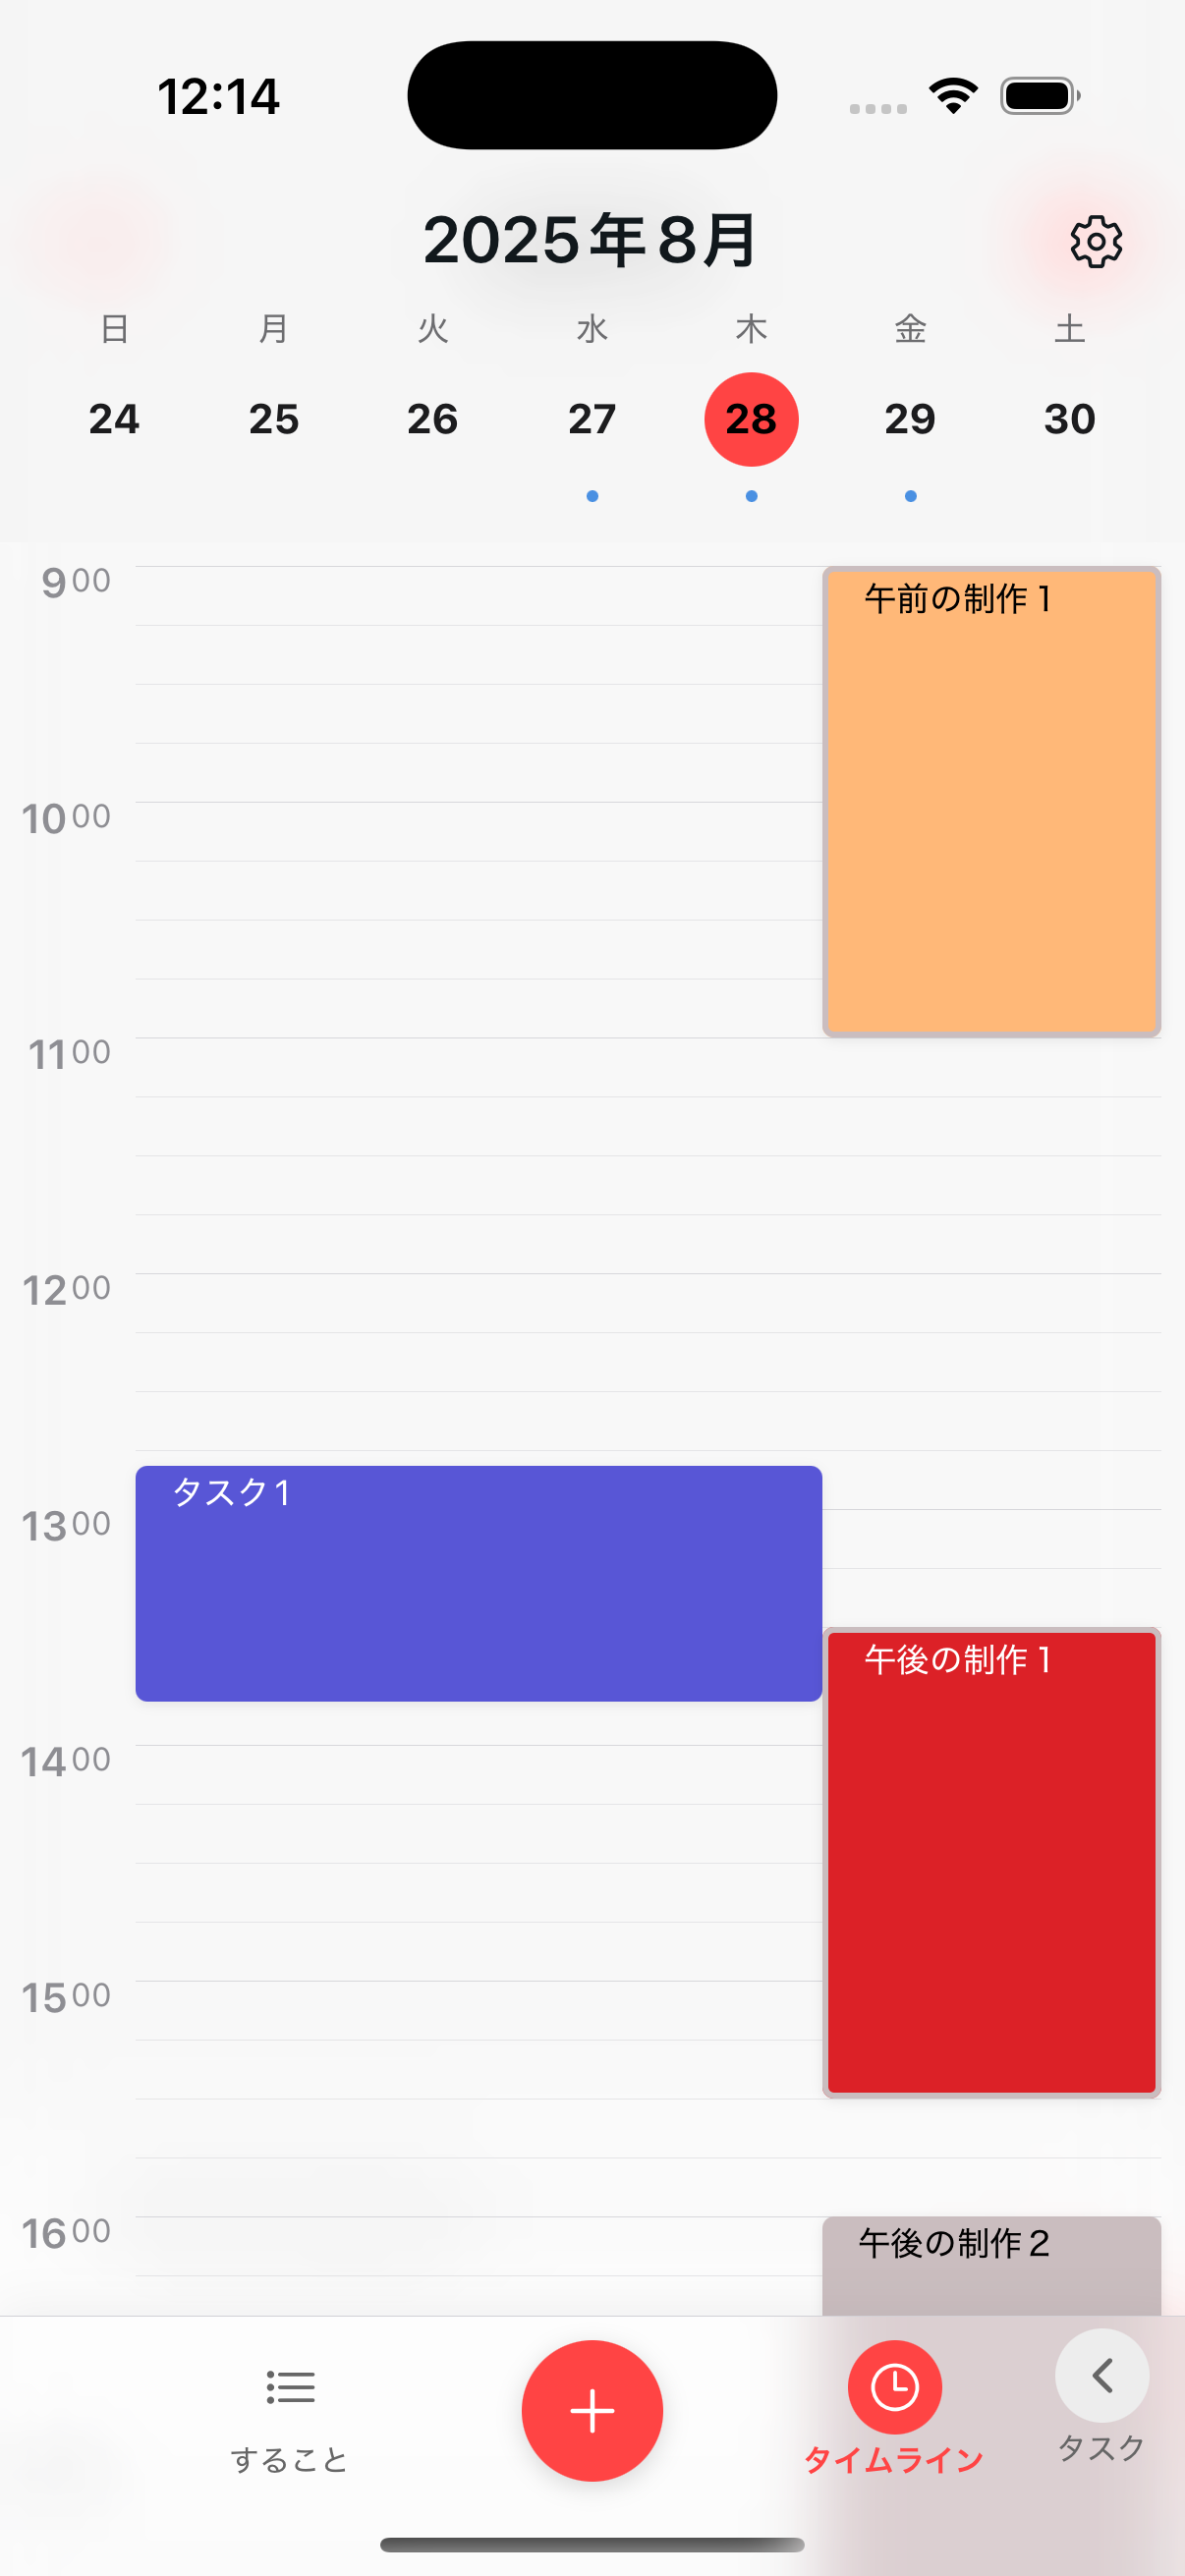 12:14
2025年8月
日 月 火 水 木 金 土
24 25 26 27 28 29 30
9 00
午前の制作 1
10 00
11 00
12 00
タスク1
13 00
午後の制作 1
14 00
15 00
16 00
午後の制作 2
すること
タイムライン
タスク